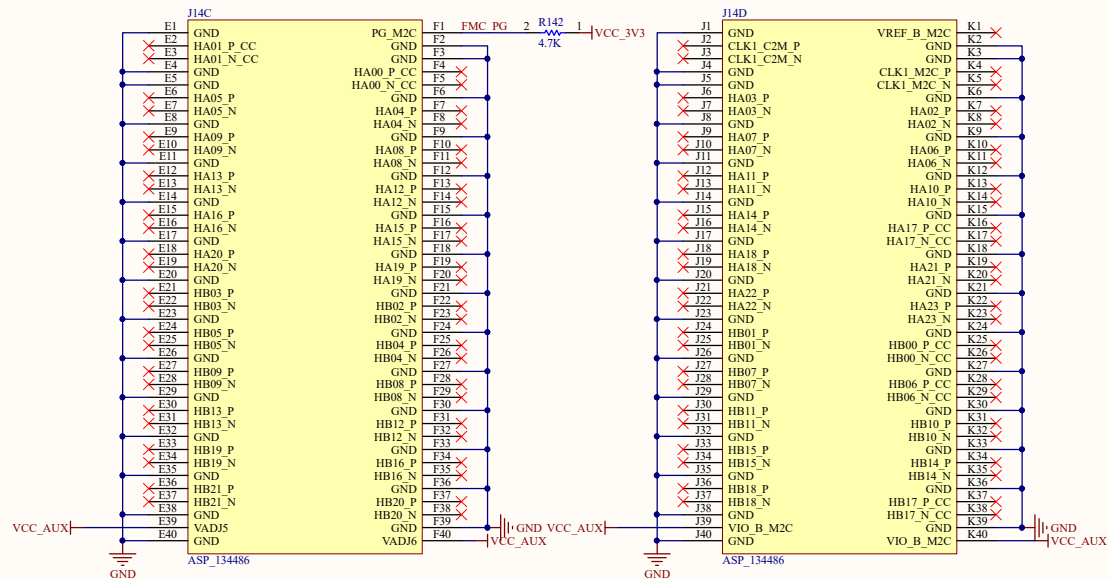 J14C
E1 GND PG_M2C F1 FMC_PG 2 R142 1 VCC_3V3
4.7K
E2 HA01_P_CC GND F2
E3 HA01_N_CC GND F3
E4 GND HA00_P_CC F4
E5 GND HA00_N_CC F5
E6 HA05_P GND F6
E7 HA05_N HA04_P F7
E8 GND HA04_N F8
E9 HA09_P GND F9
E10 HA09_N HA08_P F10
E11 GND HA08_N F11
E12 HA13_P GND F12
E13 HA13_N HA12_P F13
E14 GND HA12_N F14
E15 HA16_P GND F15
E16 HA16_N HA15_P F16
E17 GND HA15_N F17
E18 HA20_P GND F18
E19 HA20_N HA19_P F19
E20 GND HA19_N F20
E21 HB03_P GND F21
E22 HB03_N HB02_P F22
E23 GND HB02_N F23
E24 HB05_P GND F24
E25 HB05_N HB04_P F25
E26 GND HB04_N F26
E27 HB09_P GND F27
E28 HB09_N HB08_P F28
E29 GND HB08_N F29
E30 HB13_P GND F30
E31 HB13_N HB12_P F31
E32 GND HB12_N F32
E33 HB19_P GND F33
E34 HB19_N HB16_P F34
E35 GND HB16_N F35
E36 HB21_P GND F36
E37 HB21_N HB20_P F37
E38 GND HB20_N F38
VCC_AUX E39 VADJ5 GND F39 GND
E40 GND VADJ6 F40 VCC_AUX
ASP_134486
GND
J14D
J1 GND VREF_B_M2C K1
J2 CLK1_C2M_P GND K2
J3 CLK1_C2M_N GND K3
J4 GND CLK1_M2C_P K4
J5 GND CLK1_M2C_N K5
J6 HA03_P GND K6
J7 HA03_N HA02_P K7
J8 GND HA02_N K8
J9 HA07_P GND K9
J10 HA07_N HA06_P K10
J11 GND HA06_N K11
J12 HA11_P GND K12
J13 HA11_N HA10_P K13
J14 GND HA10_N K14
J15 HA14_P GND K15
J16 HA14_N HA17_P_CC K16
J17 GND HA17_N_CC K17
J18 HA18_P GND K18
J19 HA18_N HA21_P K19
J20 GND HA21_N K20
J21 HA22_P GND K21
J22 HA22_N HA23_P K22
J23 GND HA23_N K23
J24 HB01_P GND K24
J25 HB01_N HB00_P_CC K25
J26 GND HB00_N_CC K26
J27 HB07_P GND K27
J28 HB07_N HB06_P_CC K28
J29 GND HB06_N_CC K29
J30 HB11_P GND K30
J31 HB11_N HB10_P K31
J32 GND HB10_N K32
J33 HB15_P GND K33
J34 HB15_N HB14_P K34
J35 GND HB14_N K35
J36 HB18_P GND K36
J37 HB18_N HB17_P_CC K37
J38 GND HB17_N_CC K38
VCC_AUX J39 VIO_B_M2C GND K39 GND
J40 GND VIO_B_M2C K40 VCC_AUX
ASP_134486
GND